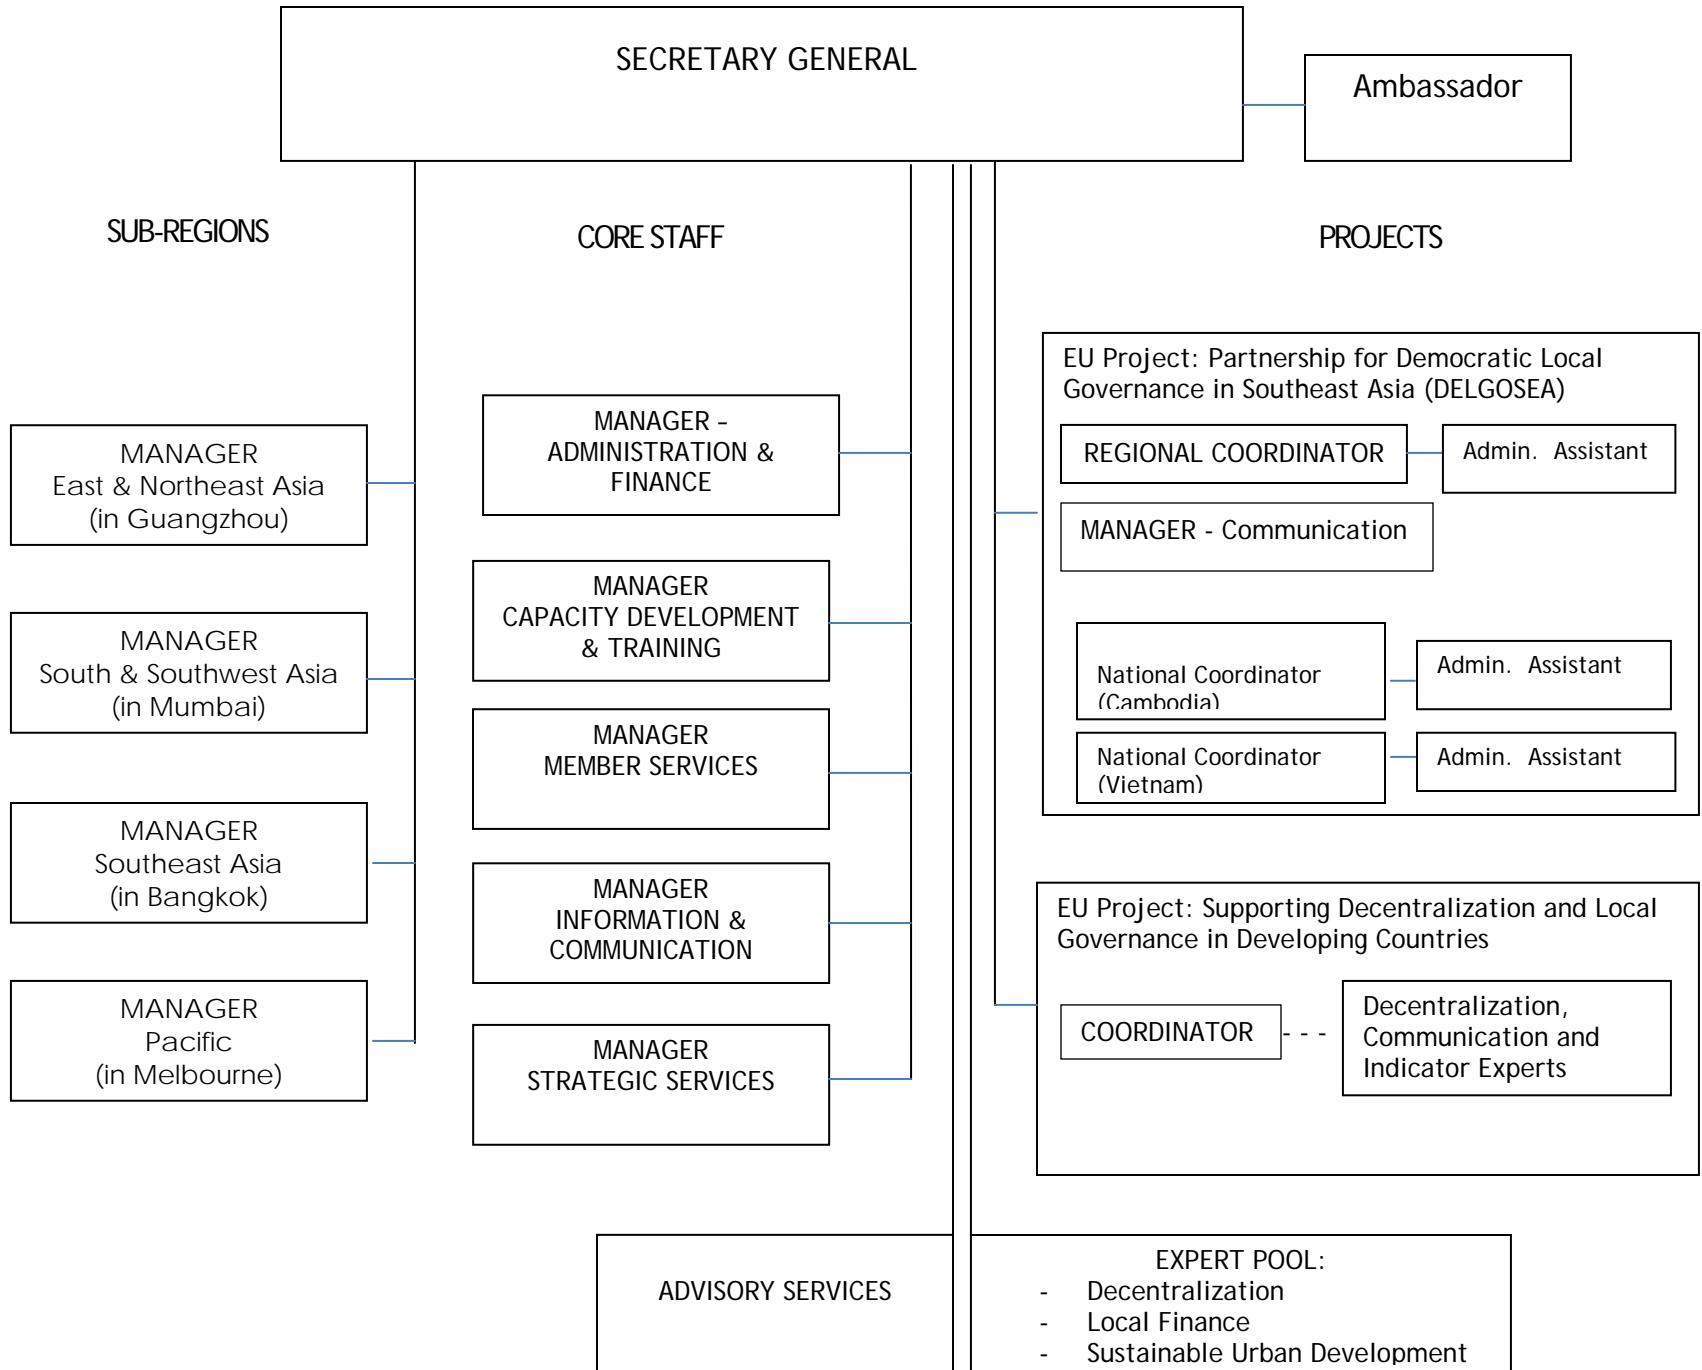 SECRETARY GENERAL
Ambassador
SUB-REGIONS
CORE STAFF
PROJECTS
MANAGER
East & Northeast Asia
(in Guangzhou)
MANAGER
South & Southwest Asia
(in Mumbai)
MANAGER
Southeast Asia
(in Bangkok)
MANAGER
Pacific
(in Melbourne)
MANAGER –
ADMINISTRATION &
FINANCE
MANAGER
CAPACITY DEVELOPMENT
& TRAINING
MANAGER
MEMBER SERVICES
MANAGER
INFORMATION &
COMMUNICATION
MANAGER
STRATEGIC SERVICES
EU Project: Partnership for Democratic Local
Governance in Southeast Asia (DELGOSEA)
REGIONAL COORDINATOR
Admin. Assistant
MANAGER - Communication
National Coordinator
(Cambodia)
Admin. Assistant
National Coordinator
(Vietnam)
Admin. Assistant
EU Project: Supporting Decentralization and Local
Governance in Developing Countries
COORDINATOR - - -
Decentralization,
Communication and
Indicator Experts
ADVISORY SERVICES
EXPERT POOL:
- Decentralization
- Local Finance
- Sustainable Urban Development